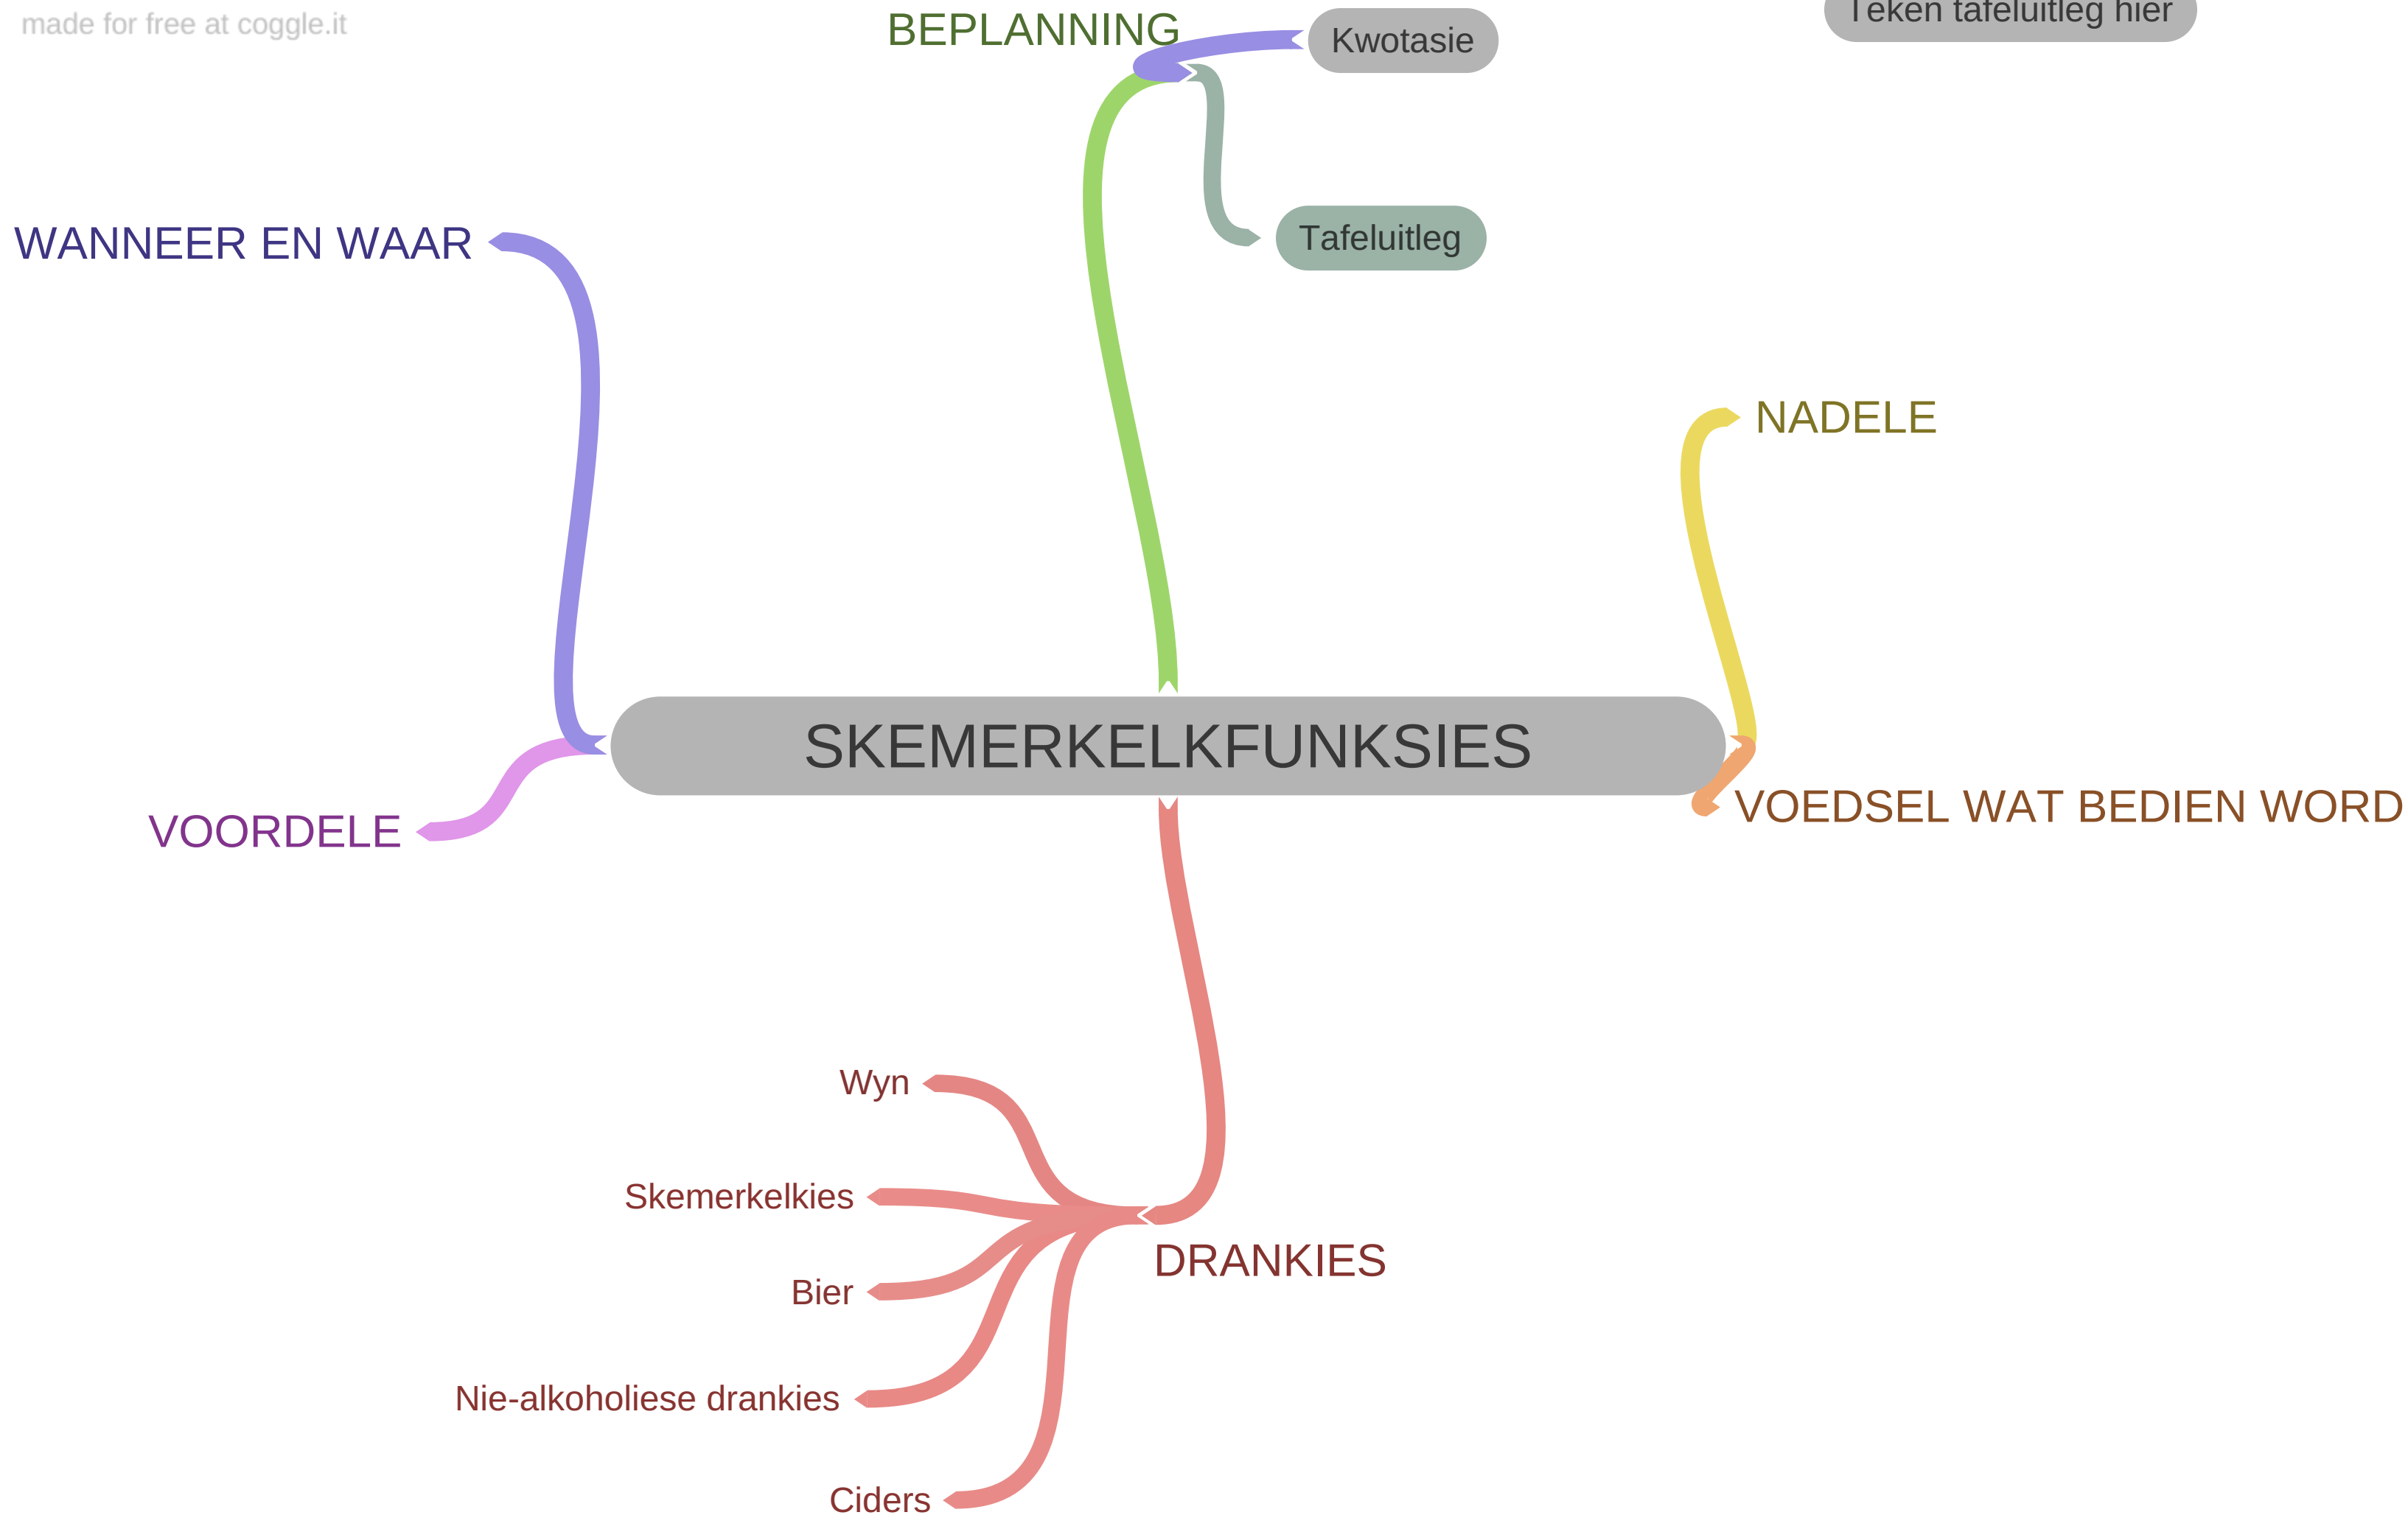 made for free at coggle.it
BEPLANNING
Kwotasie
Teken tafeluitleg hier
WANNEER EN WAAR
Tafeluitleg
NADELE
SKEMERKELKFUNKSIES
VOORDELE
VOEDSEL WAT BEDIEN WORD
Wyn
Skemerkelkies
DRANKIES
Bier
Nie-alkoholiese drankies
Ciders